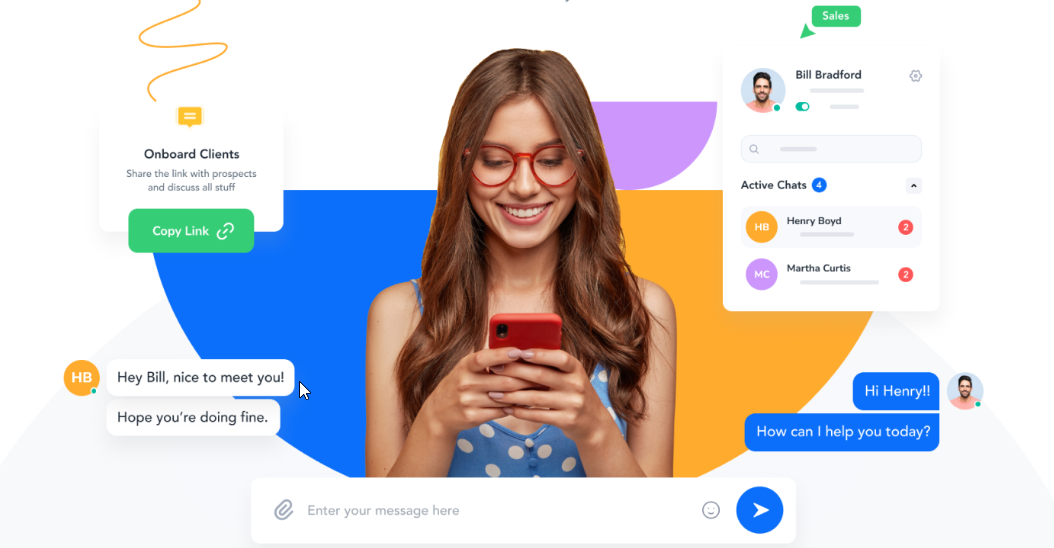 Sales
Bill Bradford
Onboard Clients
Share the link with prospects
and discuss all stuff
Copy Link
Active Chats 4
HB Henry Boyd 2
MC Martha Curtis 2
HB Hey Bill, nice to meet you!
Hope you're doing fine.
Hi Henry!!
How can I help you today?
Enter your message here